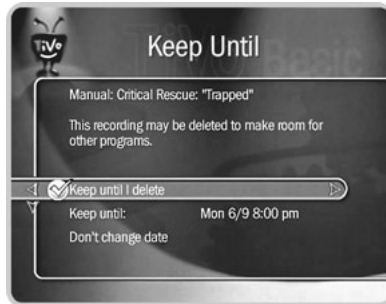 TiVo
Keep Until
Basic
Manual: Critical Rescue: "Trapped"
This recording may be deleted to make room for
other programs.
Keep until I delete
Keep until: Mon 6/9 8:00 pm
Don't change date